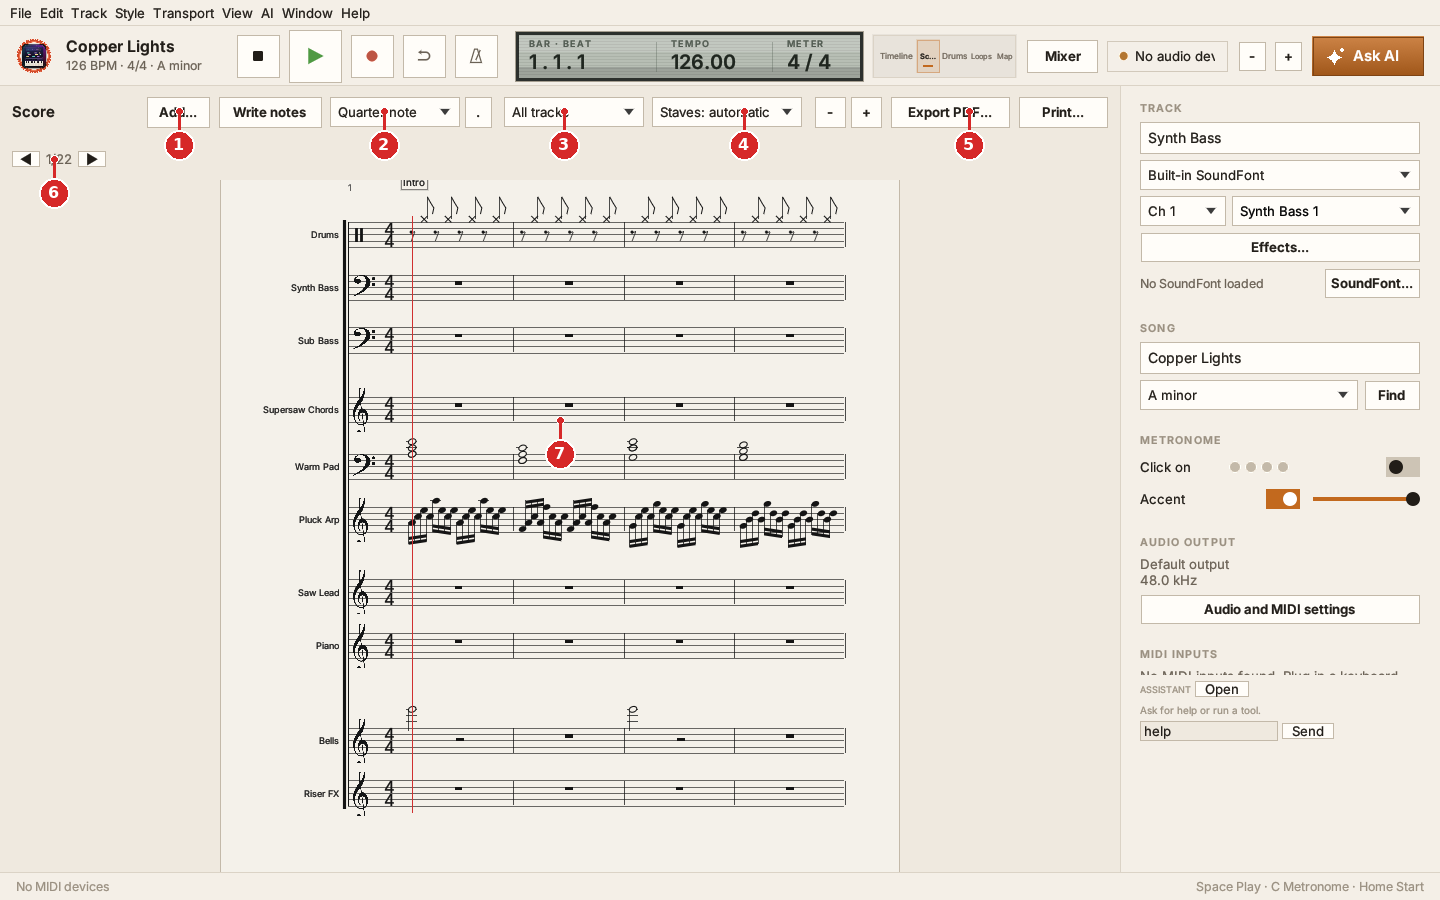 File Edit Track Style Transport View AI Window Help
Copper Lights
126 BPM · 4/4 · A minor
BAR · BEAT TEMPO METER
1.1.1 126.00 4/4
Timeline Sc... Drums Loops Map
Mixer
No audio dev
- +
Ask AI
Score
Write notes
.
All tracks
- +
Print...
1 2 3 4 5
6
1 Intro
Drums
Synth Bass
Sub Bass
Supersaw Chords
7
Warm Pad
Pluck Arp
Saw Lead
Piano
Bells
Riser FX
TRACK
Synth Bass
Built-in SoundFont
Ch 1 Synth Bass 1
Effects...
No SoundFont loaded SoundFont...
SONG
Copper Lights
A minor Find
METRONOME
Click on
Accent
AUDIO OUTPUT
Default output
48.0 kHz
Audio and MIDI settings
MIDI INPUTS
ASSISTANT Open
Ask for help or run a tool.
help Send
No MIDI devices
Space Play · C Metronome · Home Start